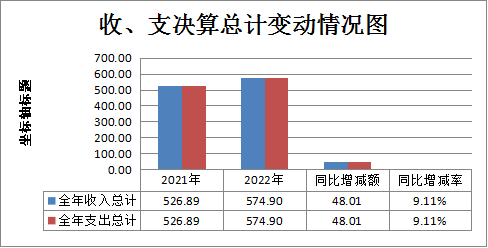 收、支决算总计变动情况图
坐标轴标题
700.00
600.00
500.00
400.00
300.00
200.00
100.00
0.00
2021年 2022年 同比增减额 同比增减率
全年收入总计 526.89 574.90 48.01 9.11%
全年支出总计 526.89 574.90 48.01 9.11%